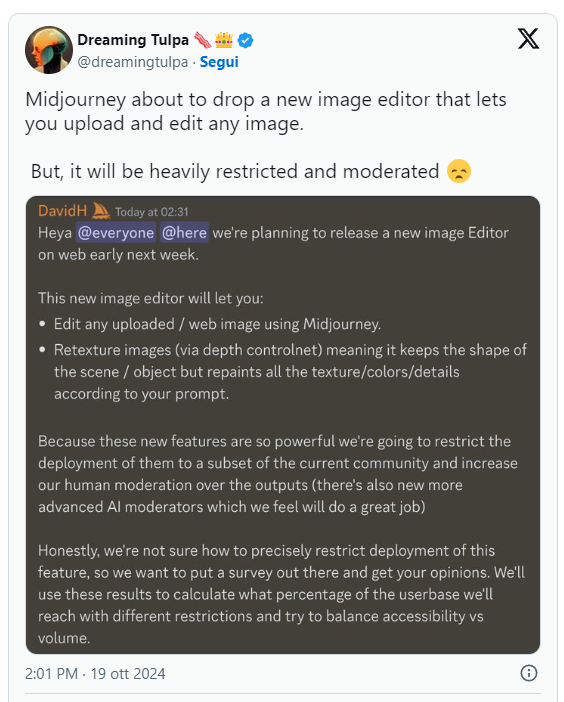 Dreaming Tulpa 🥓👑
@dreamingtulpa · Segui
Midjourney about to drop a new image editor that lets
you upload and edit any image.
But, it will be heavily restricted and moderated 😞
DavidH Today at 02:31
Heya @everyone @here we're planning to release a new image Editor
on web early next week.
This new image editor will let you:
• Edit any uploaded / web image using Midjourney.
• Retexture images (via depth controlnet) meaning it keeps the shape of
the scene / object but repaints all the texture/colors/details
according to your prompt.
Because these new features are so powerful we're going to restrict the
deployment of them to a subset of the current community and increase
our human moderation over the outputs (there's also new more
advanced AI moderators which we feel will do a great job)
Honestly, we're not sure how to precisely restrict deployment of this
feature, so we want to put a survey out there and get your opinions. We'll
use these results to calculate what percentage of the userbase we'll
reach with different restrictions and try to balance accessibility vs
volume.
2:01 PM · 19 ott 2024